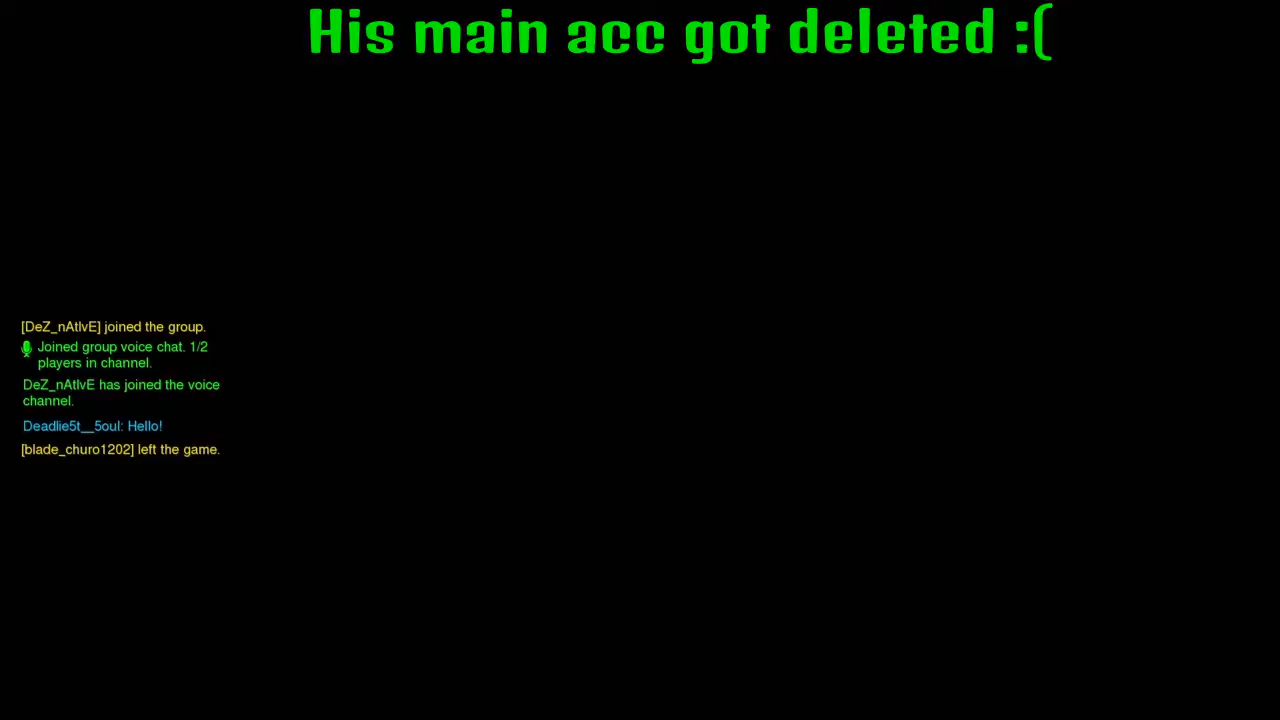 His main acc got deleted :(
[DeZ_nAtIvE] joined the group.
Joined group voice chat. 1/2
players in channel.
DeZ_nAtIvE has joined the voice
channel.
Deadlie5t__5oul: Hello!
[blade_churo1202] left the game.